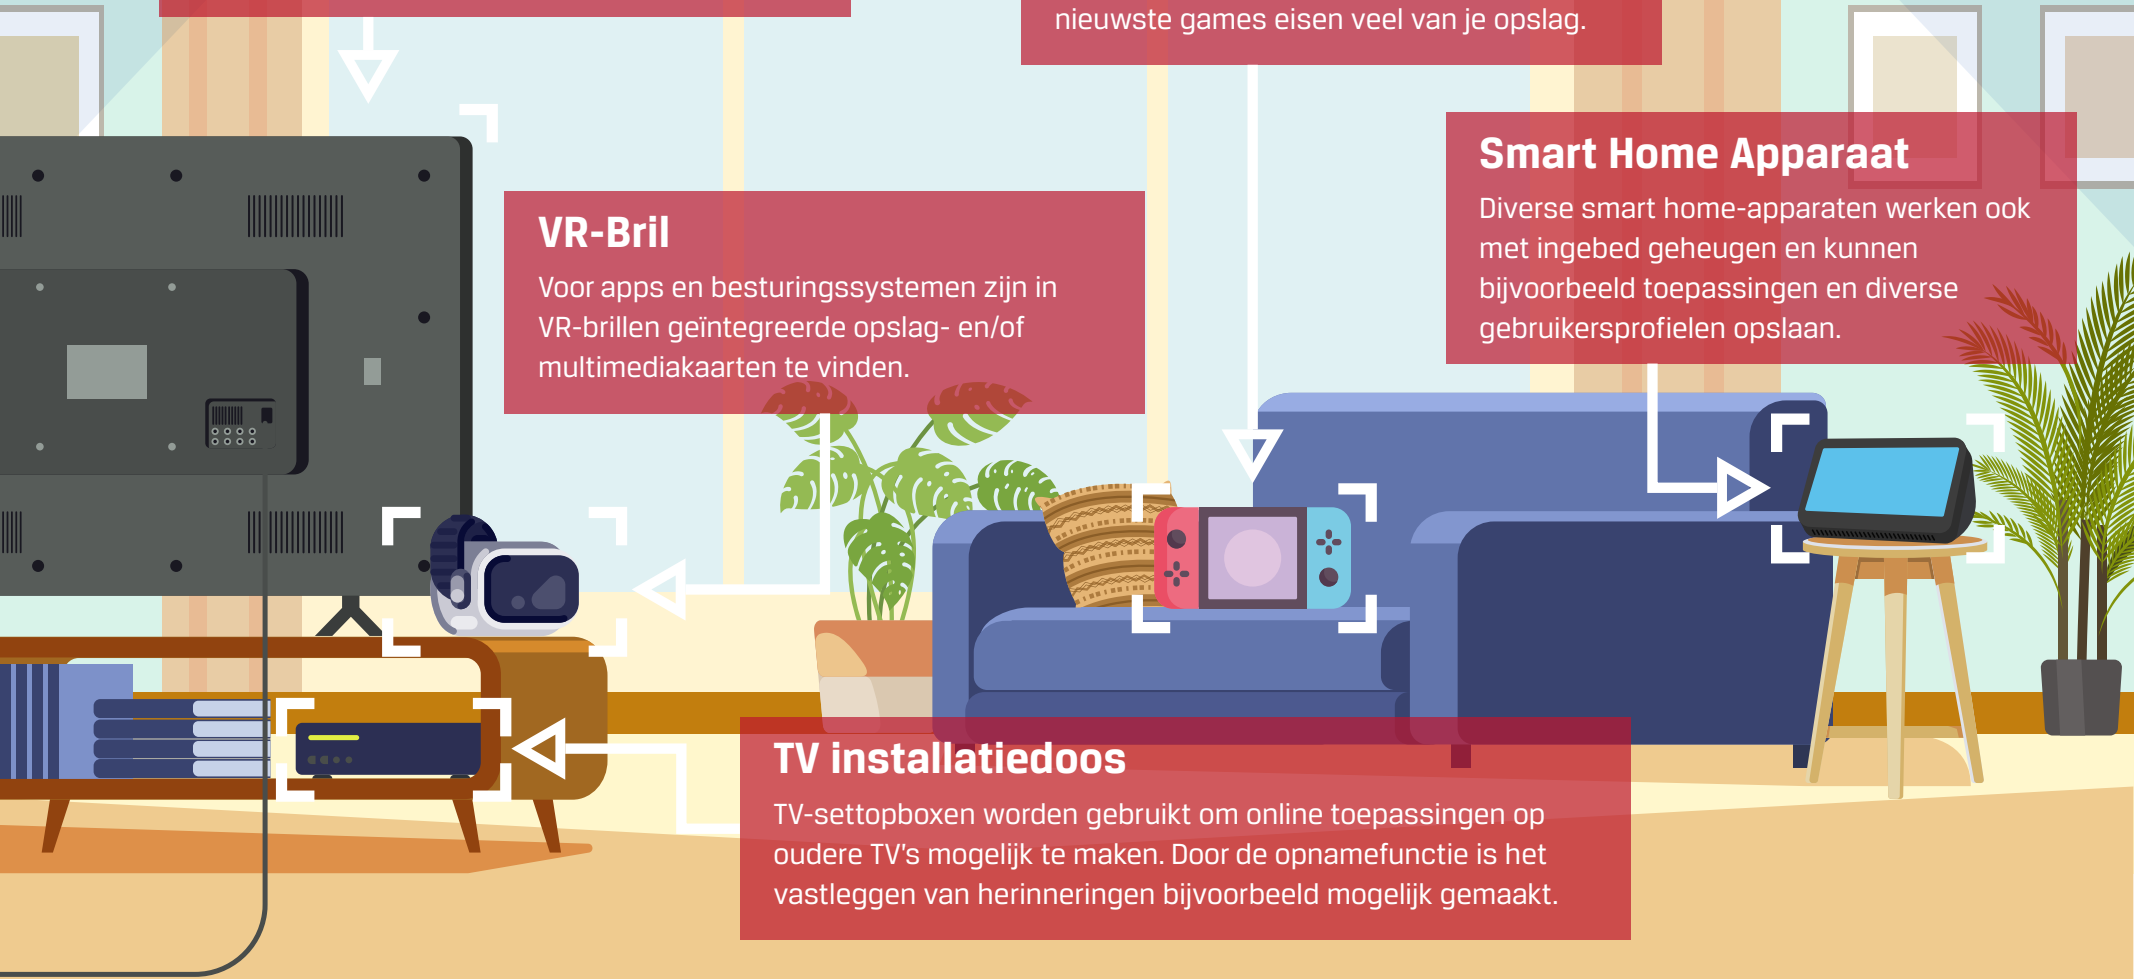 nieuwste games eisen veel van je opslag.
Smart Home Apparaat
Diverse smart home-apparaten werken ook
met ingebed geheugen en kunnen
bijvoorbeeld toepassingen en diverse
gebruikersprofielen opslaan.
VR-Bril
Voor apps en besturingssystemen zijn in
VR-brillen geïntegreerde opslag- en/of
multimediakaarten te vinden.
TV installatiedoos
TV-settopboxen worden gebruikt om online toepassingen op
oudere TV's mogelijk te maken. Door de opnamefunctie is het
vastleggen van herinneringen bijvoorbeeld mogelijk gemaakt.